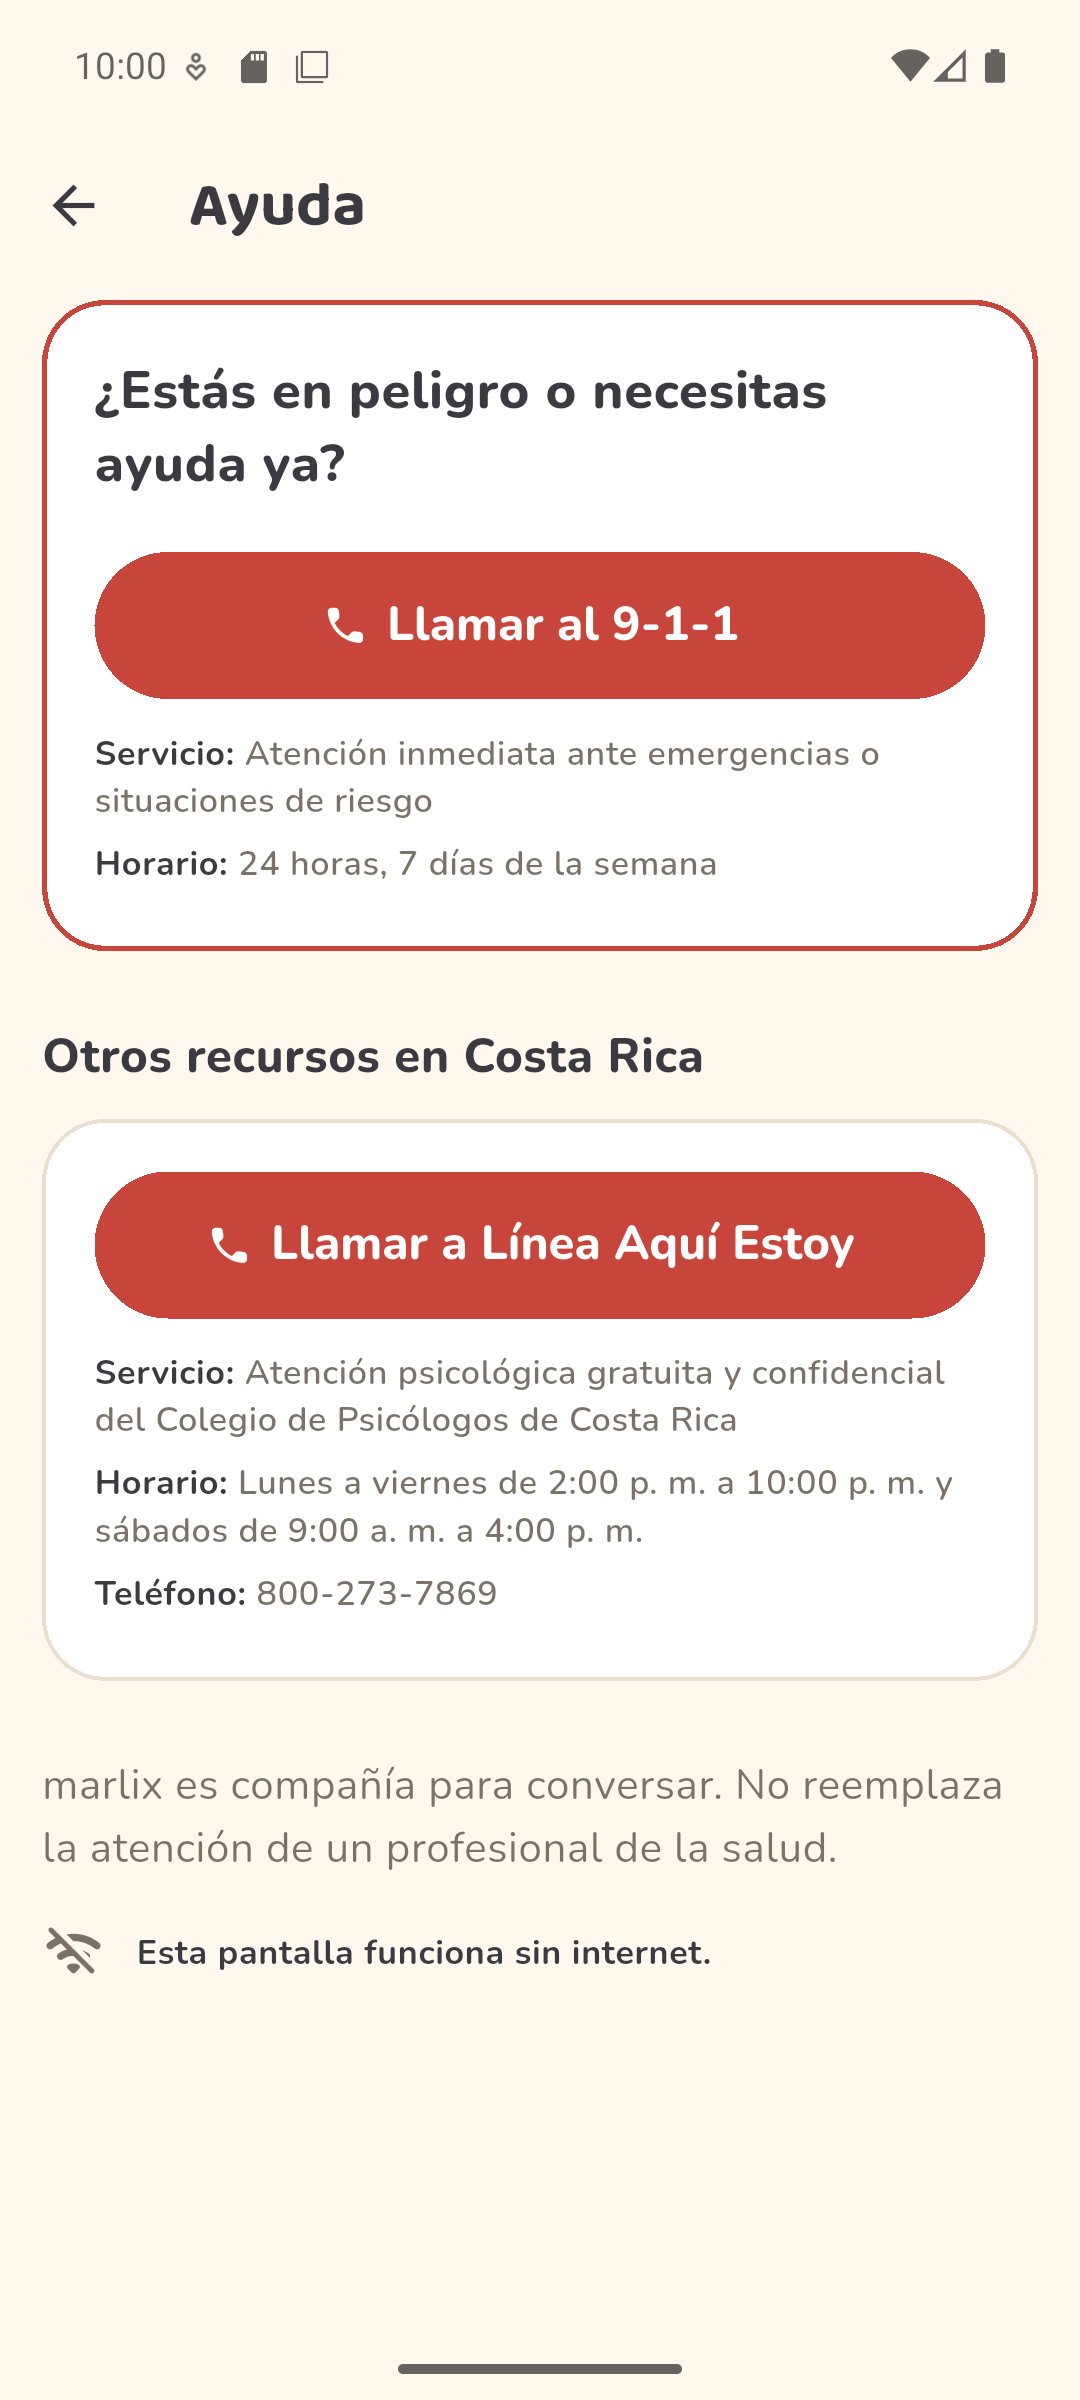 10:00
Ayuda
¿Estás en peligro o necesitas
ayuda ya?
Llamar al 9-1-1
Servicio: Atención inmediata ante emergencias o
situaciones de riesgo
Horario: 24 horas, 7 días de la semana
Otros recursos en Costa Rica
Llamar a Línea Aquí Estoy
Servicio: Atención psicológica gratuita y confidencial
del Colegio de Psicólogos de Costa Rica
Horario: Lunes a viernes de 2:00 p. m. a 10:00 p. m. y
sábados de 9:00 a. m. a 4:00 p. m.
Teléfono: 800-273-7869
marlix es compañía para conversar. No reemplaza
la atención de un profesional de la salud.
Esta pantalla funciona sin internet.